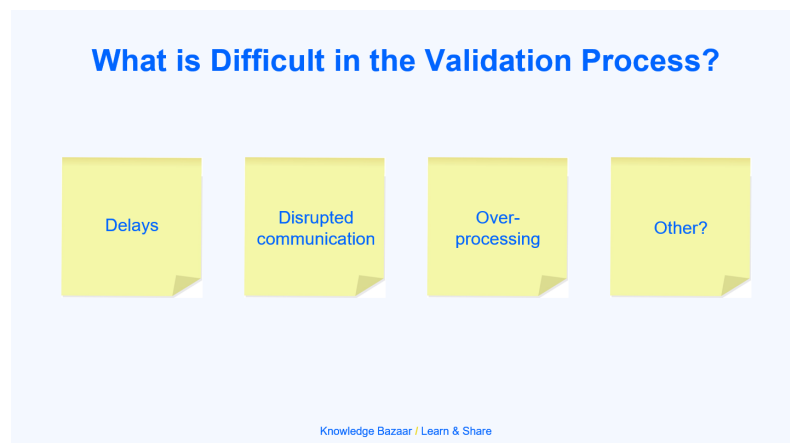 What is Difficult in the Validation Process?
Delays
Disrupted
communication
Over-
processing
Other?
Knowledge Bazaar / Learn & Share